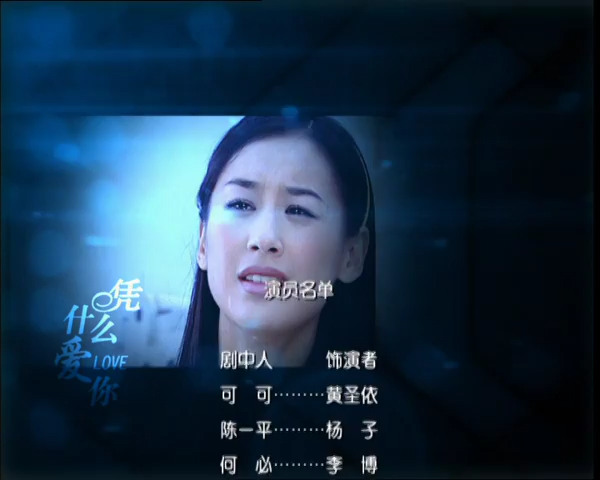 凭
什么
爱 LOVE
你
演员名单
剧中人 饰演者
可 可………黄圣依
陈一平………杨 子
何 必………李 博